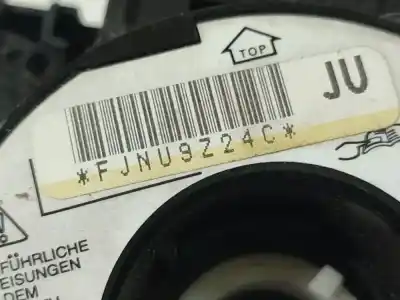 TOP
JU
*FJNU9Z24C*
FÜHRLICHE
EISUNGEN
DEM